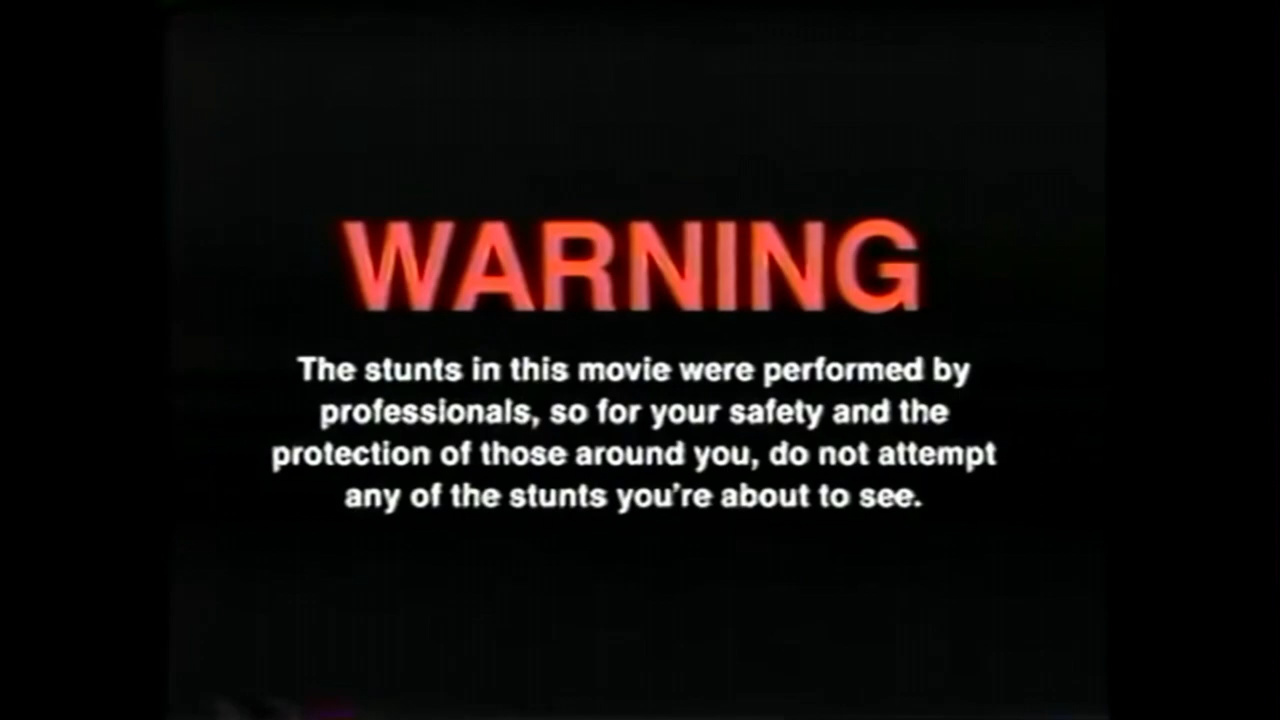 WARNING
The stunts in this movie were performed by
professionals, so for your safety and the
protection of those around you, do not attempt
any of the stunts you're about to see.